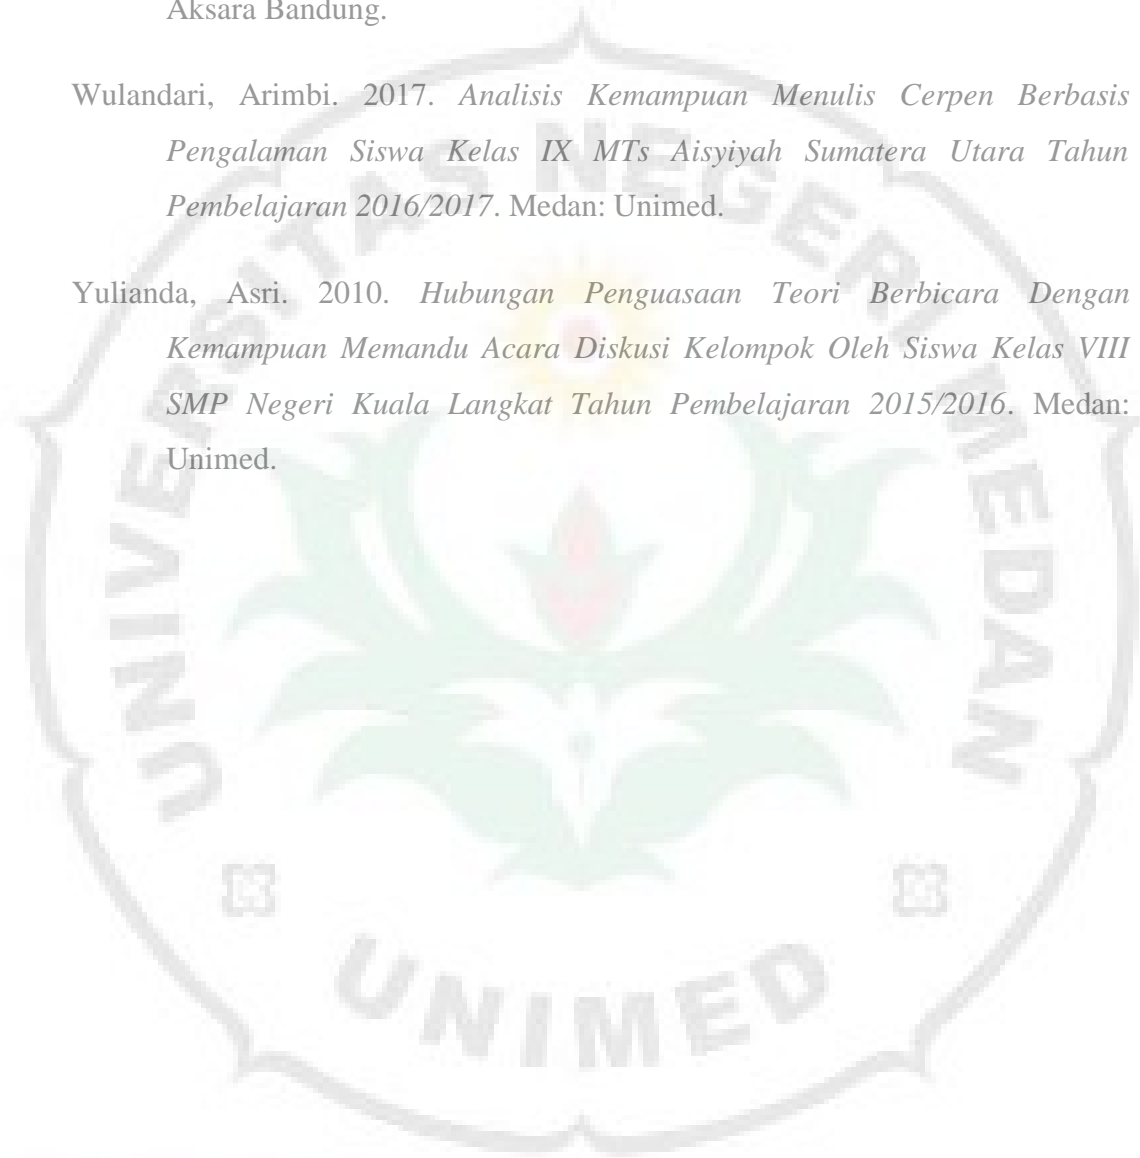 Aksara Bandung.
Wulandari, Arimbi. 2017. Analisis Kemampuan Menulis Cerpen Berbasis
Pengalaman Siswa Kelas IX MTs Aisyiyah Sumatera Utara Tahun
Pembelajaran 2016/2017. Medan: Unimed.
Yulianda, Asri. 2010. Hubungan Penguasaan Teori Berbicara Dengan
Kemampuan Memandu Acara Diskusi Kelompok Oleh Siswa Kelas VIII
SMP Negeri Kuala Langkat Tahun Pembelajaran 2015/2016. Medan:
Unimed.
UNIVERSITAS NEGERI MEDAN
UNIMED